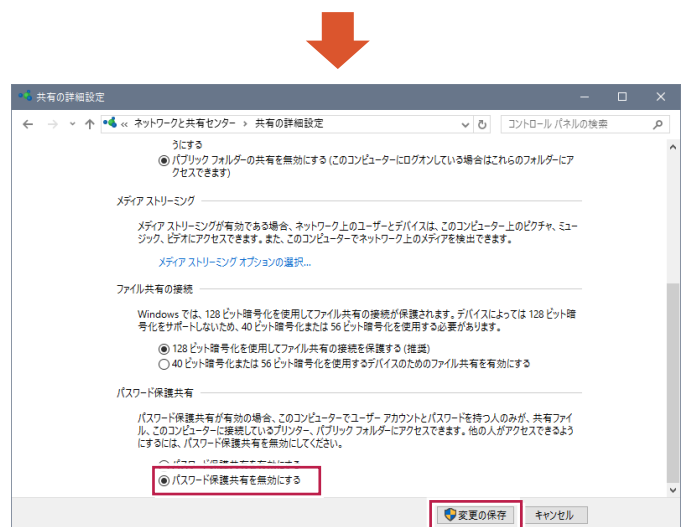 共有の詳細設定
« ネットワークと共有センター › 共有の詳細設定
コントロール パネルの検索
うにする
パブリック フォルダーの共有を無効にする (このコンピューターにログオンしている場合はこれらのフォルダーにア
クセスできます)
メディア ストリーミング
メディア ストリーミングが有効である場合、ネットワーク上のユーザーとデバイスは、このコンピューター上のピクチャ、ミュー
ジック、ビデオにアクセスできます。また、このコンピューターでネットワーク上のメディアを検出できます。
メディア ストリーミング オプションの選択...
ファイル共有の接続
Windows では、128 ビット暗号化を使用してファイル共有の接続が保護されます。デバイスによっては 128 ビット暗
号化をサポートしないため、40 ビット暗号化または 56 ビット暗号化を使用する必要があります。
128 ビット暗号化を使用してファイル共有の接続を保護する (推奨)
40 ビット暗号化または 56 ビット暗号化を使用するデバイスのためのファイル共有を有効にする
パスワード保護共有
パスワード保護共有が有効の場合、このコンピューターでユーザー アカウントとパスワードを持つ人のみが、共有ファイ
ル、このコンピューターに接続しているプリンター、パブリック フォルダーにアクセスできます。他の人がアクセスできるよう
にするには、パスワード保護共有を無効にしてください。
パスワード保護共有を無効にする
変更の保存
キャンセル